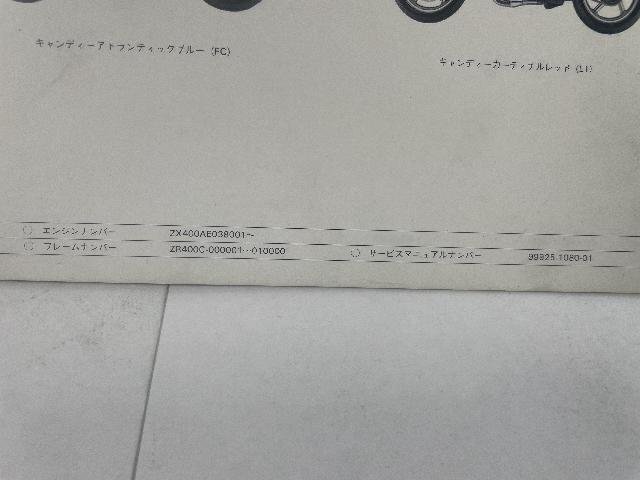 キャンディーアトランティックブルー (FC)
キャンディーカーディナルレッド (L1)
○ エンジンナンバー ZX400AE038001〜
○ フレームナンバー ZR400C-000001〜010000
○ サービスマニュアルナンバー 99925-1080-01